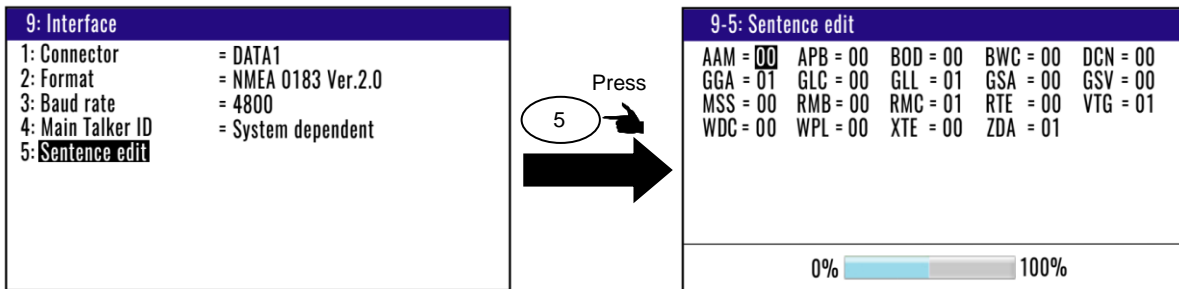 9: Interface
1: Connector = DATA1
2: Format = NMEA 0183 Ver.2.0
3: Baud rate = 4800
4: Main Talker ID = System dependent
5: Sentence edit
Press
5
9-5: Sentence edit
AAM = 00 APB = 00 BOD = 00 BWC = 00 DCN = 00
GGA = 01 GLC = 00 GLL = 01 GSA = 00 GSV = 00
MSS = 00 RMB = 00 RMC = 01 RTE = 00 VTG = 01
WDC = 00 WPL = 00 XTE = 00 ZDA = 01
0% 100%